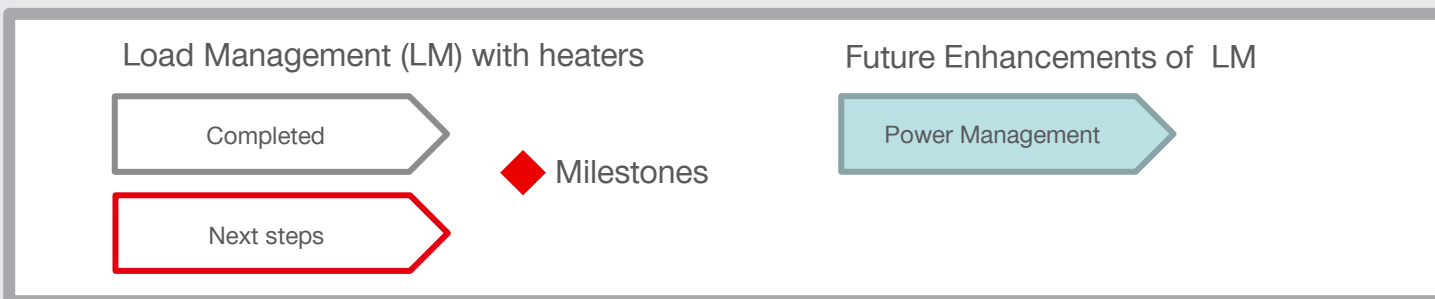 Load Management (LM) with heaters
Completed
Next steps
Milestones
Future Enhancements of LM
Power Management